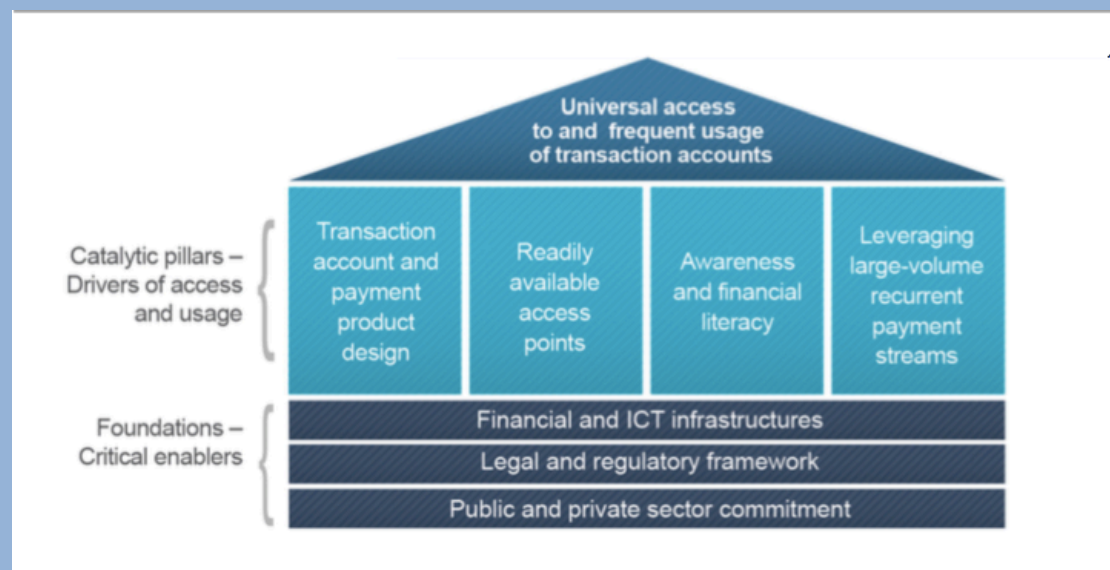 Universal access
to and frequent usage
of transaction accounts
Catalytic pillars –
Drivers of access
and usage
Transaction
account and
payment
product
design
Readily
available
access
points
Awareness
and financial
literacy
Leveraging
large-volume
recurrent
payment
streams
Foundations –
Critical enablers
Financial and ICT infrastructures
Legal and regulatory framework
Public and private sector commitment